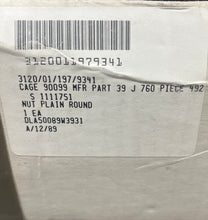 3120011979341
3120/01/197/9341
CAGE 90099 MFR PART 39 J 760 PIECE 492
S 1111751
NUT PLAIN ROUND
1 EA
DLA50089W3931
A/12/89